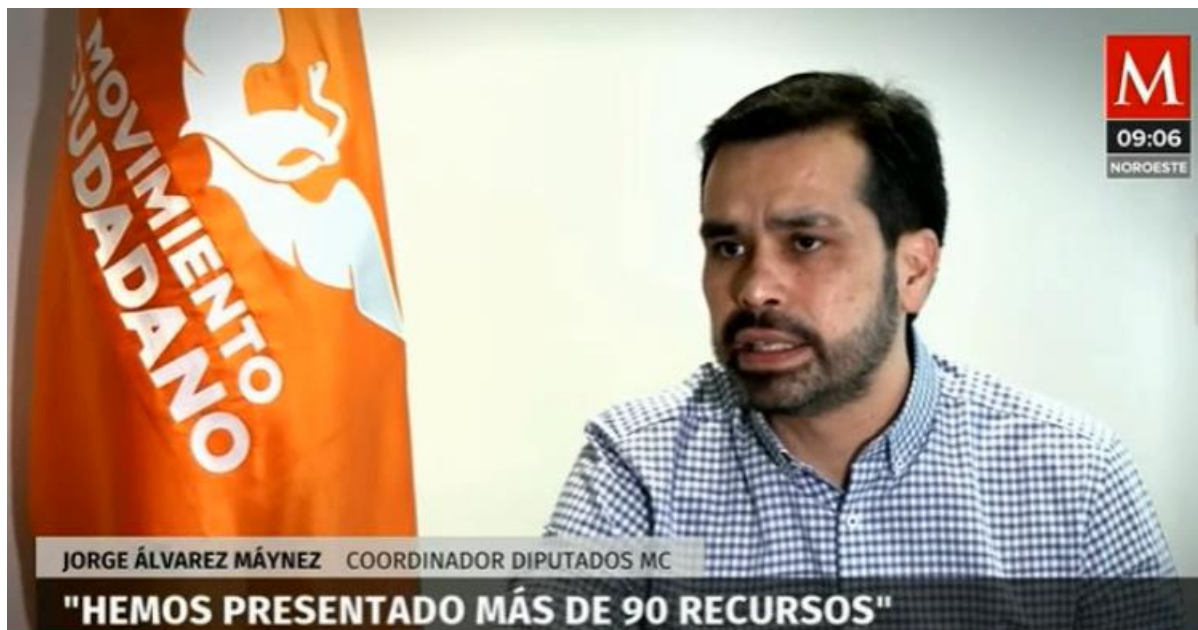 MOVIMIENTO
CIUDADANO
M
09:06
NOROESTE
JORGE ÁLVAREZ MÁYNEZ COORDINADOR DIPUTADOS MC
"HEMOS PRESENTADO MÁS DE 90 RECURSOS"